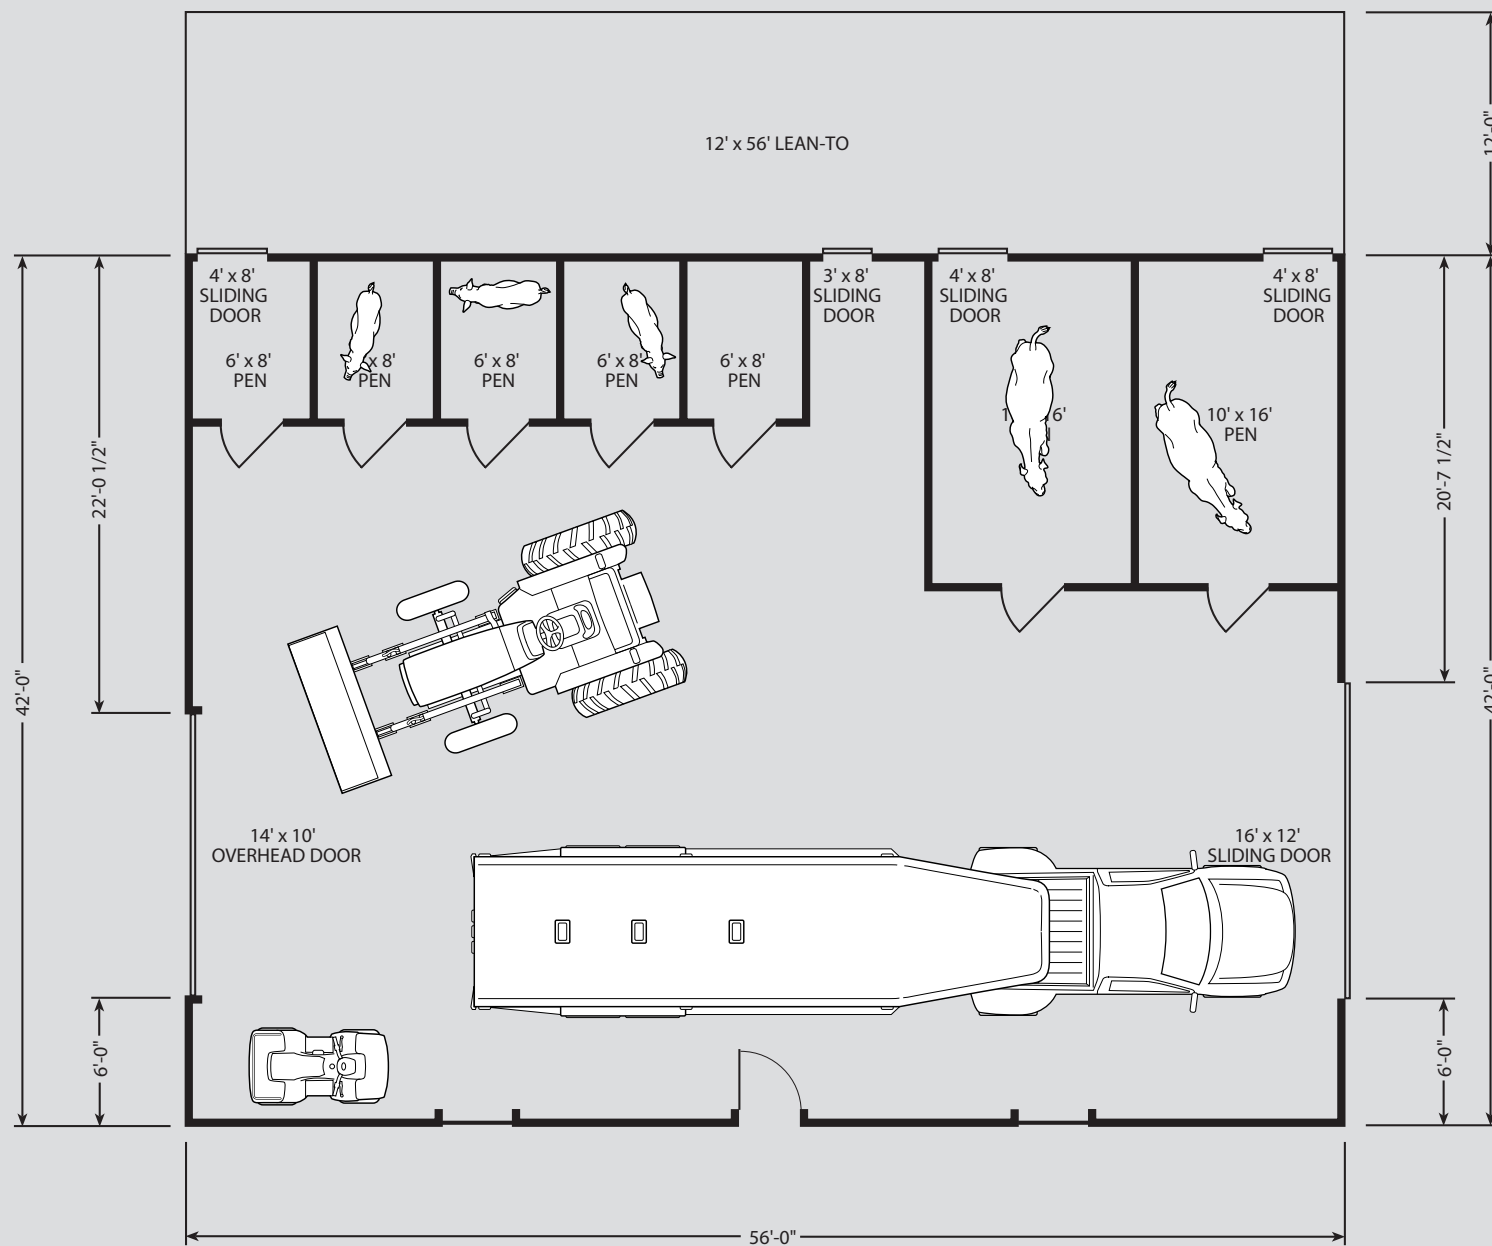 12' x 56' LEAN-TO
12'-0"
4' x 8'
SLIDING
DOOR
3' x 8'
SLIDING
DOOR
4' x 8'
SLIDING
DOOR
4' x 8'
SLIDING
DOOR
6' x 8'
PEN
x 8'
PEN
6' x 8'
PEN
6' x 8'
PEN
6' x 8'
PEN
10' x 16'
PEN
22'-0 1/2"
20'-7 1/2"
42'-0"
42'-0"
14' x 10'
OVERHEAD DOOR
16' x 12'
SLIDING DOOR
6'-0"
6'-0"
56'-0"